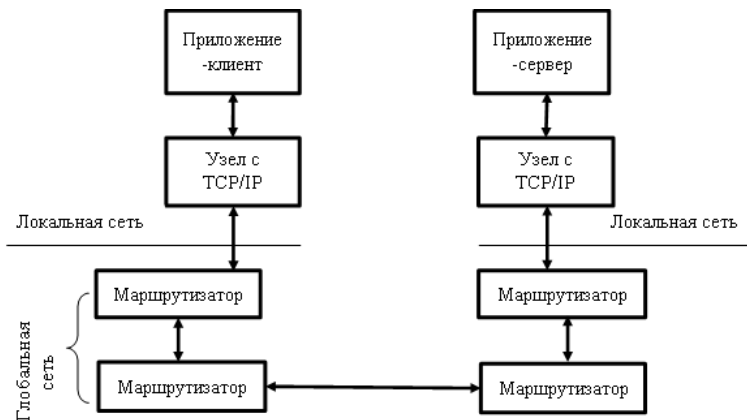 Приложение
-клиент
Приложение
-сервер
Узел с
TCP/IP
Узел с
TCP/IP
Локальная сеть
Локальная сеть
Маршрутизатор
Маршрутизатор
Глобальная
сеть
Маршрутизатор
Маршрутизатор